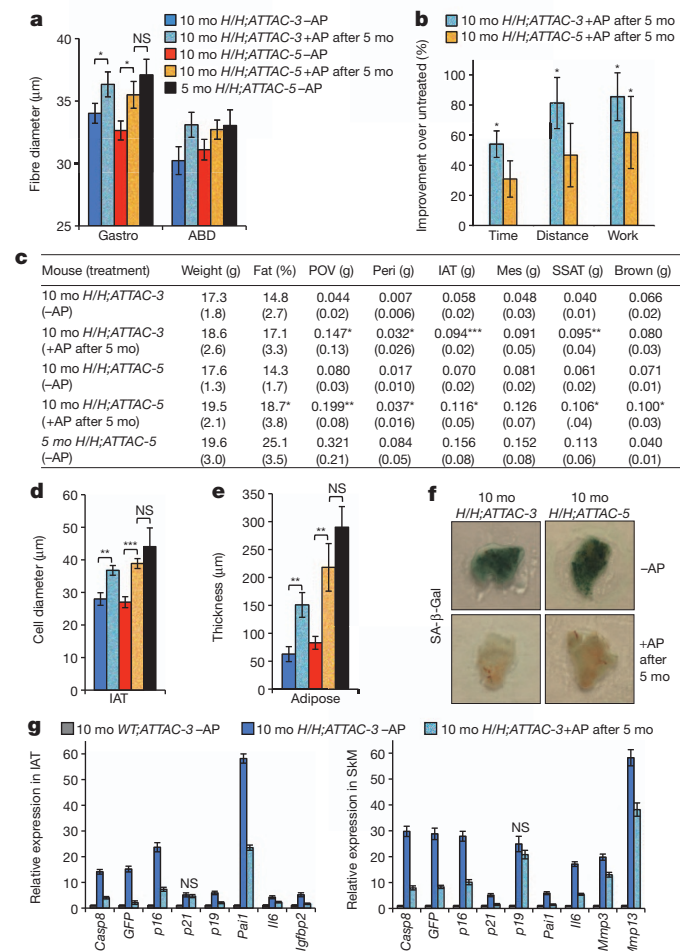 a
10 mo H/H;ATTAC-3 –AP
10 mo H/H;ATTAC-3 +AP after 5 mo
10 mo H/H;ATTAC-5 –AP
10 mo H/H;ATTAC-5 +AP after 5 mo
5 mo H/H;ATTAC-5 –AP
Fibre diameter (μm)
40
35
30
25
* * NS
Gastro ABD
b
10 mo H/H;ATTAC-3 +AP after 5 mo
10 mo H/H;ATTAC-5 +AP after 5 mo
Improvement over untreated (%)
100
80
60
40
20
0
* * * *
Time Distance Work
c
Mouse (treatment) Weight (g) Fat (%) POV (g) Peri (g) IAT (g) Mes (g) SSAT (g) Brown (g)
10 mo H/H;ATTAC-3 17.3 14.8 0.044 0.007 0.058 0.048 0.040 0.066
(–AP) (1.8) (2.7) (0.02) (0.006) (0.02) (0.03) (0.01) (0.02)
10 mo H/H;ATTAC-3 18.6 17.1 0.147* 0.032* 0.094*** 0.091 0.095** 0.080
(+AP after 5 mo) (2.6) (3.3) (0.13) (0.026) (0.02) (0.05) (0.04) (0.03)
10 mo H/H;ATTAC-5 17.6 14.3 0.080 0.017 0.070 0.081 0.061 0.071
(–AP) (1.3) (1.7) (0.03) (0.010) (0.02) (0.02) (0.02) (0.01)
10 mo H/H;ATTAC-5 19.5 18.7* 0.199** 0.037* 0.116* 0.126 0.106* 0.100*
(+AP after 5 mo) (2.1) (3.8) (0.08) (0.016) (0.05) (0.07) (.04) (0.03)
5 mo H/H;ATTAC-5 19.6 25.1 0.321 0.084 0.156 0.152 0.113 0.040
(–AP) (3.0) (3.5) (0.21) (0.05) (0.08) (0.08) (0.06) (0.01)
d
Cell diameter (μm)
60
50
40
30
20
10
0
** *** NS
IAT
e
Thickness (μm)
350
300
250
200
150
100
50
0
** ** NS
Adipose
f
10 mo 10 mo
H/H;ATTAC-3 H/H;ATTAC-5
SA-β-Gal
–AP
+AP
after
5 mo
g
10 mo WT;ATTAC-3 –AP
10 mo H/H;ATTAC-3 –AP
10 mo H/H;ATTAC-3 +AP after 5 mo
Relative expression in IAT
60
50
40
30
20
10
0
NS
Casp8 GFP p16 p21 p19 Pai1 Il6 Igfbp2
Relative expression in SkM
60
50
40
30
20
10
0
NS
Casp8 GFP p16 p21 p19 Pai1 Il6 Mmp3 Mmp13